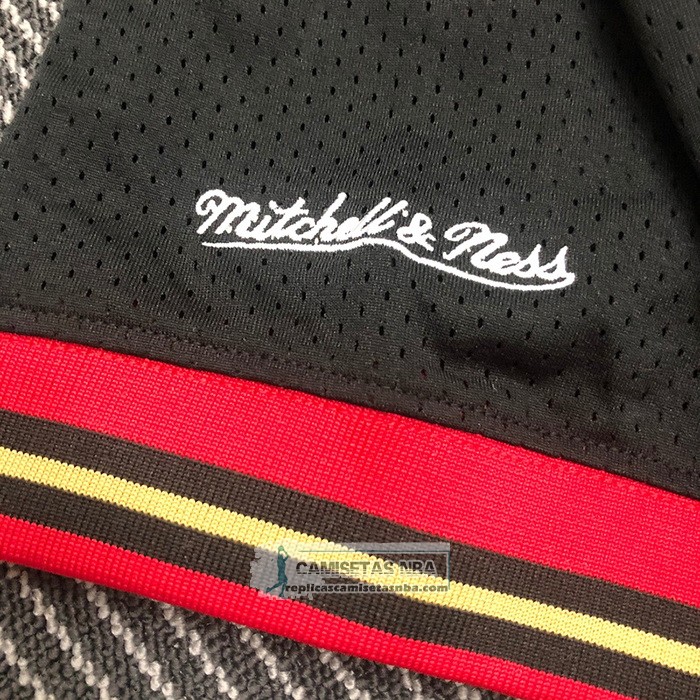 Mitchell & Ness
CAMISETAS NBA
replicascamisetasnba.com